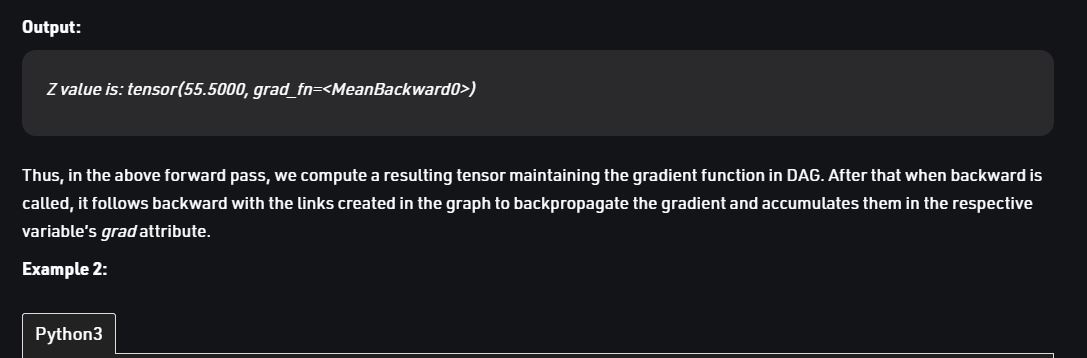 Output:
Z value is: tensor(55.5000, grad_fn=<MeanBackward0>)
Thus, in the above forward pass, we compute a resulting tensor maintaining the gradient function in DAG. After that when backward is
called, it follows backward with the links created in the graph to backpropagate the gradient and accumulates them in the respective
variable's grad attribute.
Example 2:
Python3